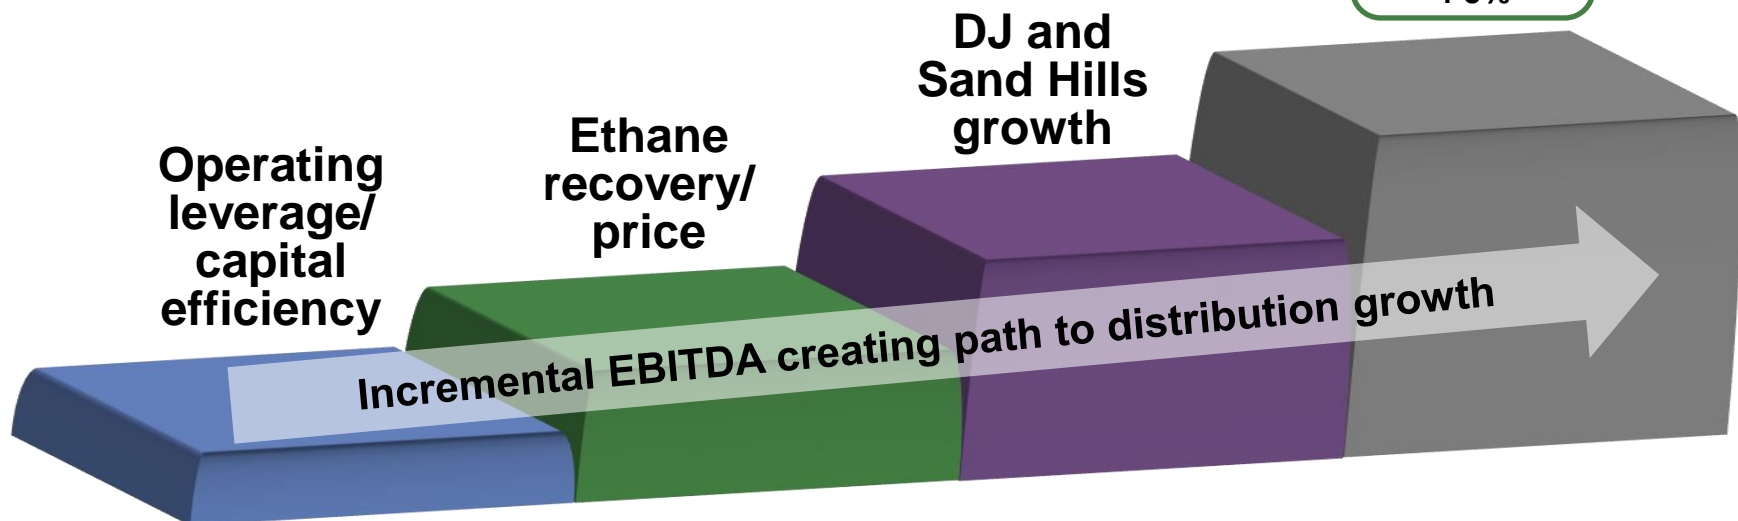 DJ and
Sand Hills
growth
Ethane
recovery/
price
Operating
leverage/
capital
efficiency
Incremental EBITDA creating path to distribution growth